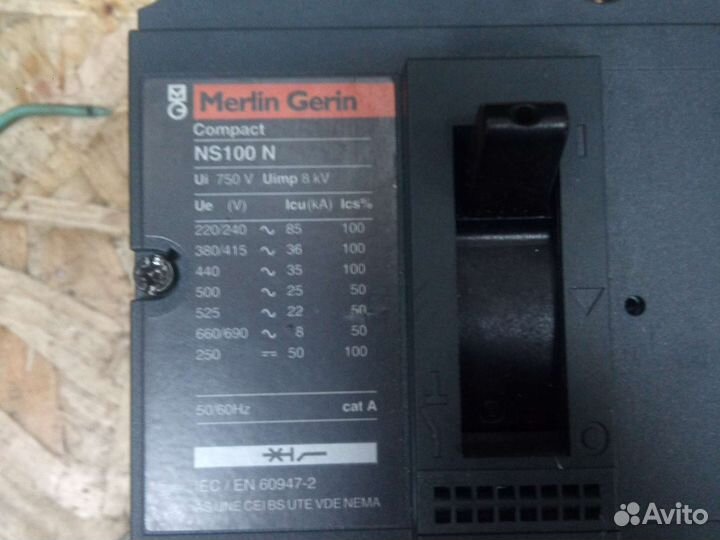 Merlin Gerin
Compact
NS100 N
Ui 750 V Uimp 8 kV
Ue (V) Icu(kA) Ics%
220/240 ~ 85 100
380/415 ~ 36 100
440 ~ 35 100
500 ~ 25 50
525 ~ 22 50
660/690 ~ 8 50
250 ⎓ 50 100
50/60Hz cat A
IEC / EN 60947-2
AS UNE CEI BS UTE VDE NEMA
Avito